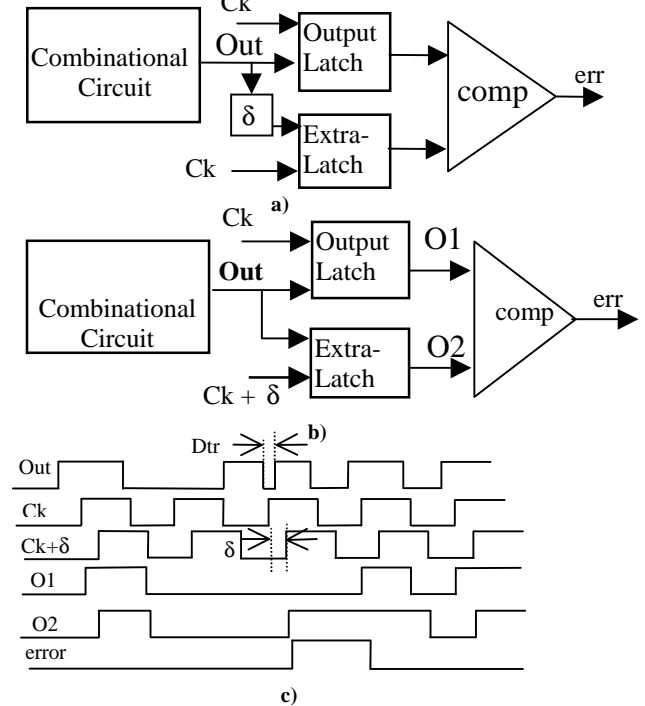 Ck
Combinational
Circuit
Out
Output
Latch
δ
Extra-
Latch
Ck
comp
err
a)
Ck
Combinational
Circuit
Out
Output
Latch
O1
Extra-
Latch
O2
Ck + δ
comp
err
b)
Dtr
Out
Ck
Ck+δ
δ
O1
O2
error
c)